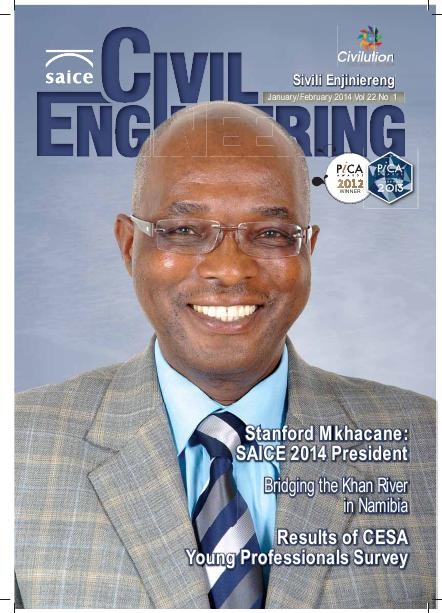 saice
CIVIL
ENGINEERING
Civilution
Sivili Enjiniereng
January/February 2014 Vol 22 No 1
PICA
AWARDS
2012
WINNER
PICA
2013
Stanford Mkhacane:
SAICE 2014 President
Bridging the Khan River
in Namibia
Results of CESA
Young Professionals Survey